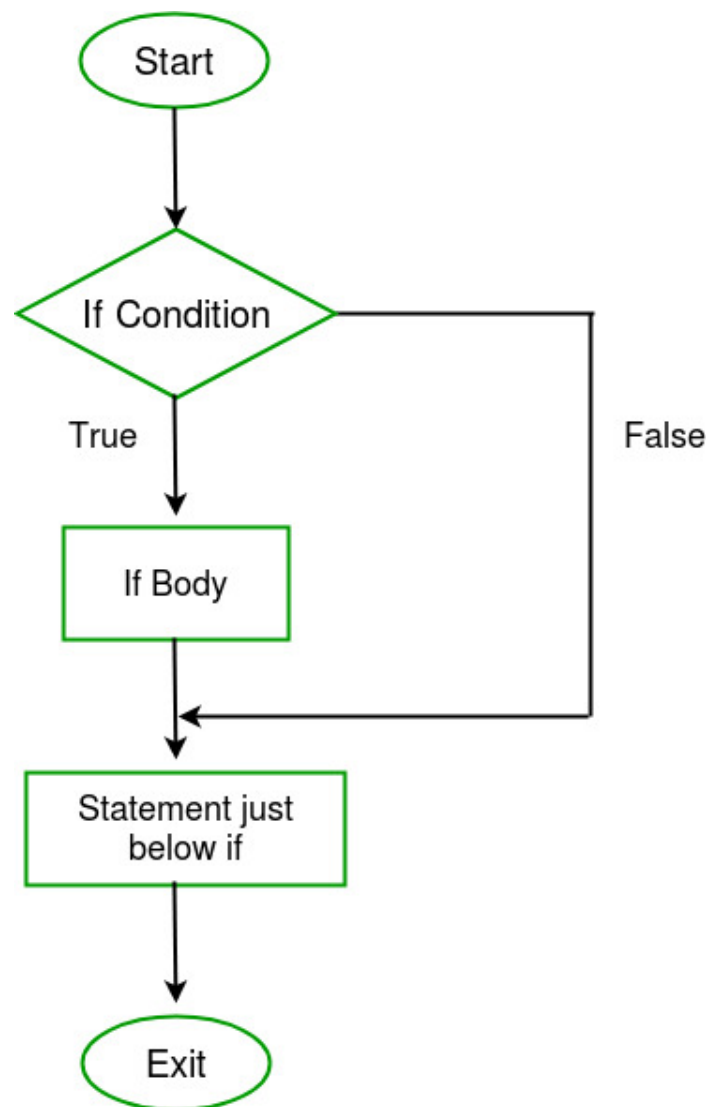 Start
If Condition
True
False
If Body
Statement just
below if
Exit